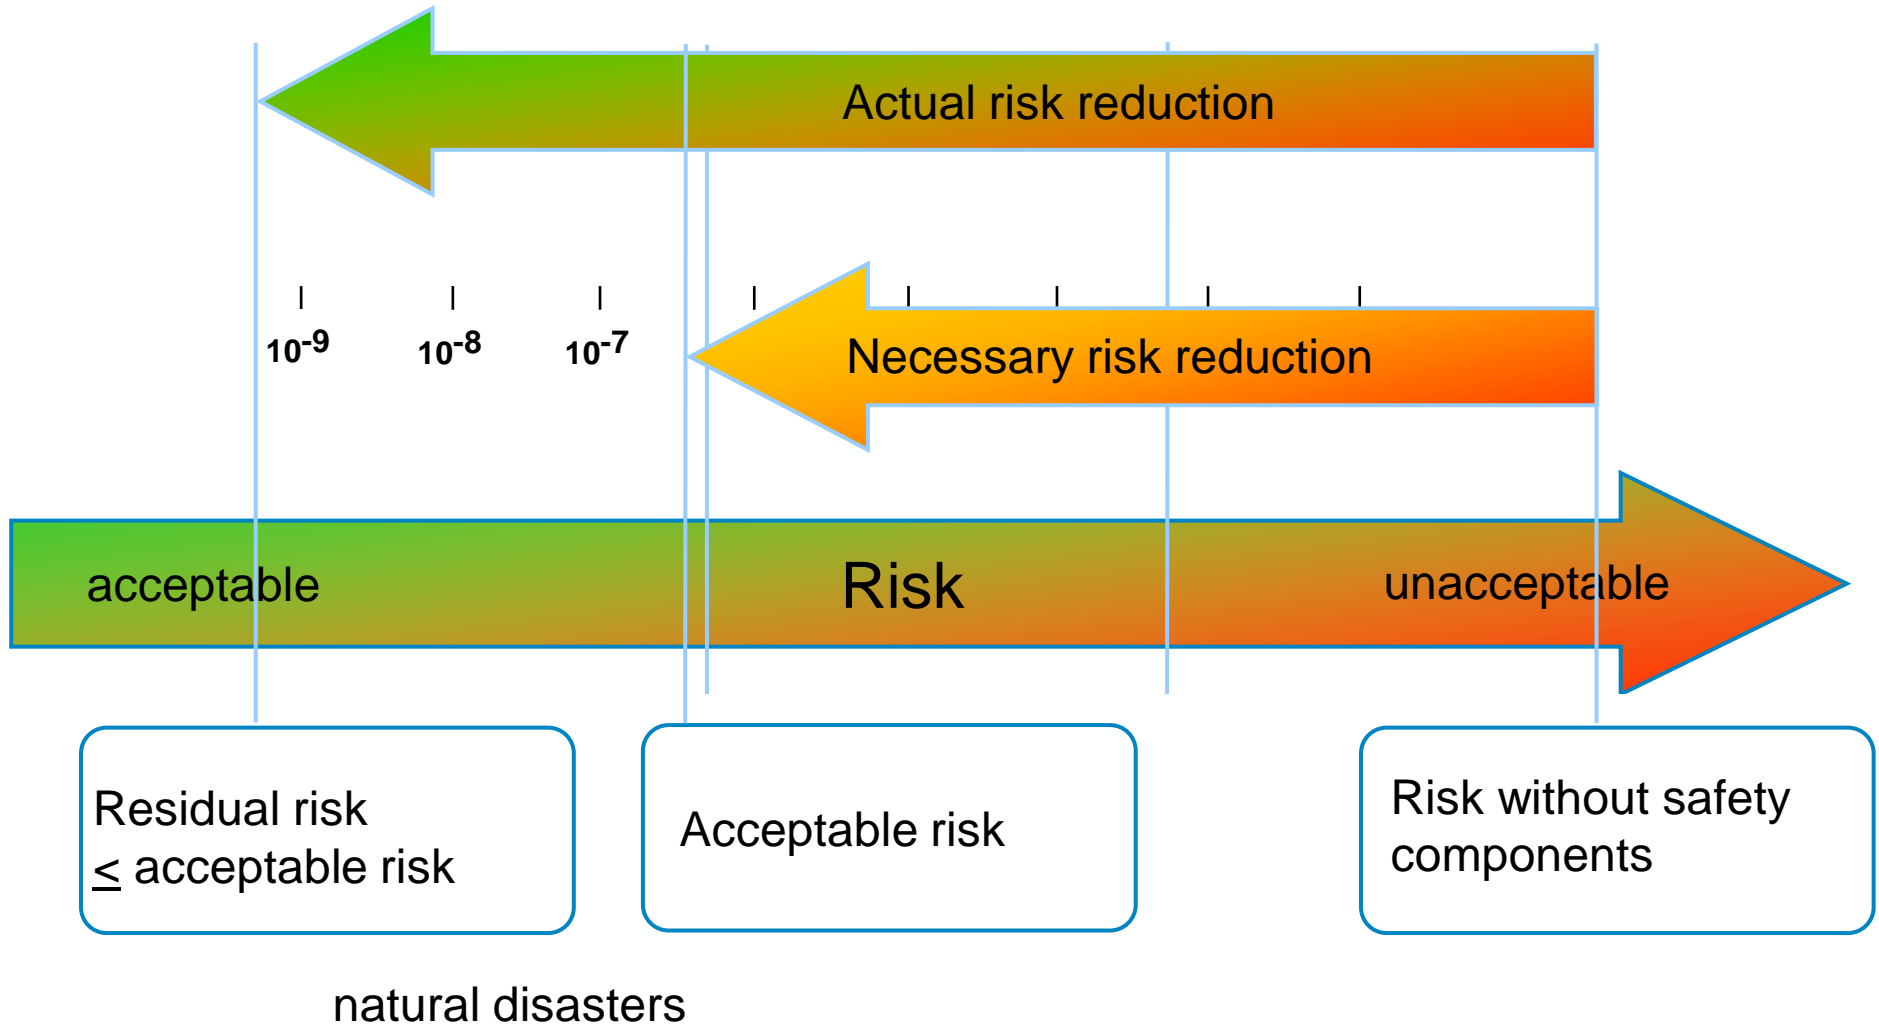 Actual risk reduction
10-9 10-8 10-7
Necessary risk reduction
acceptable Risk unacceptable
Residual risk
≤ acceptable risk
Acceptable risk
Risk without safety
components
natural disasters